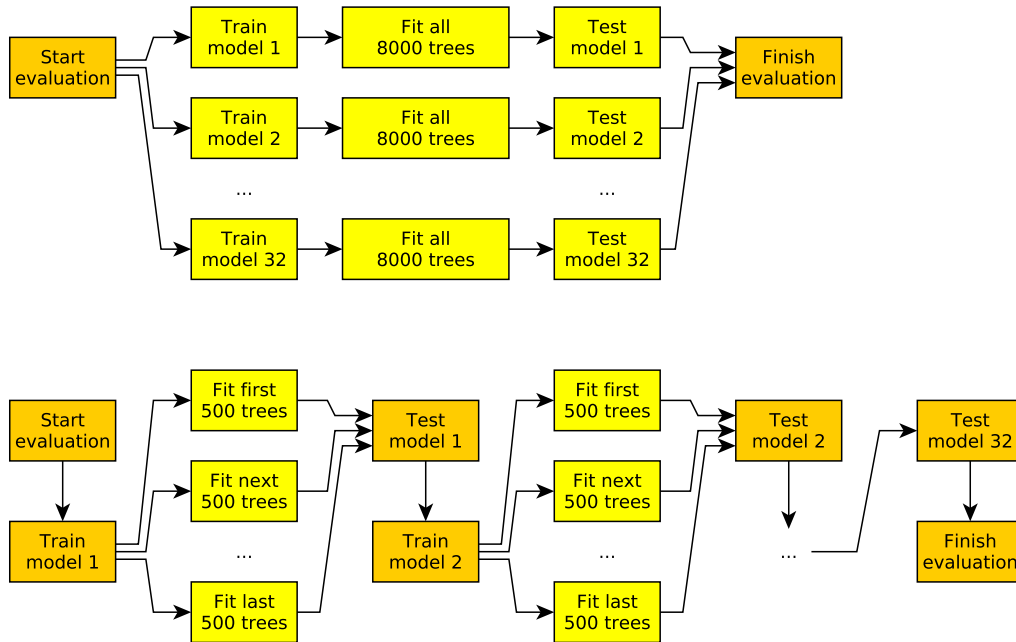 Start
evaluation
Train
model 1
Fit all
8000 trees
Test
model 1
Finish
evaluation
Train
model 2
Fit all
8000 trees
Test
model 2
...
...
Train
model 32
Fit all
8000 trees
Test
model 32
Start
evaluation
Train
model 1
Fit first
500 trees
Fit next
500 trees
...
Fit last
500 trees
Test
model 1
Train
model 2
Fit first
500 trees
Fit next
500 trees
...
Fit last
500 trees
Test
model 2
...
Test
model 32
Finish
evaluation